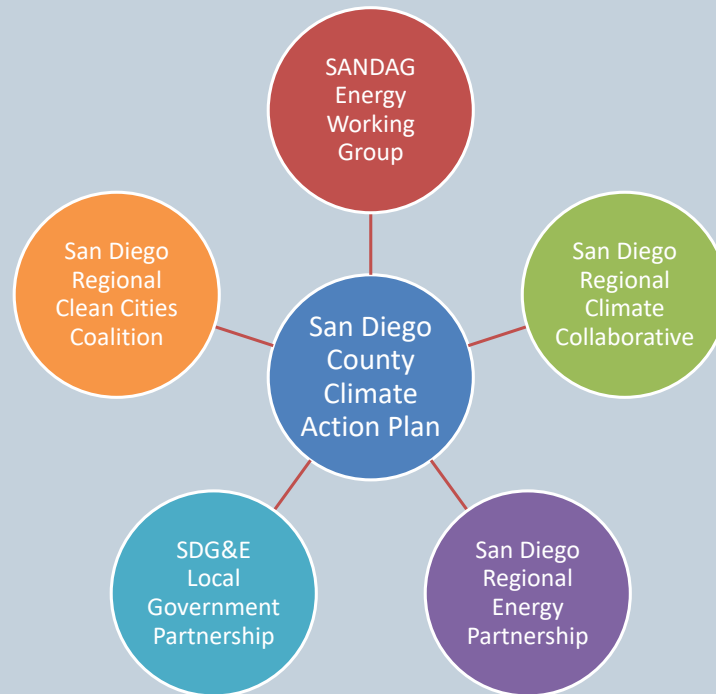 SANDAG
Energy
Working
Group
San Diego
Regional
Clean Cities
Coalition
San Diego
Regional
Climate
Collaborative
San Diego
County
Climate
Action Plan
SDG&E
Local
Government
Partnership
San Diego
Regional
Energy
Partnership